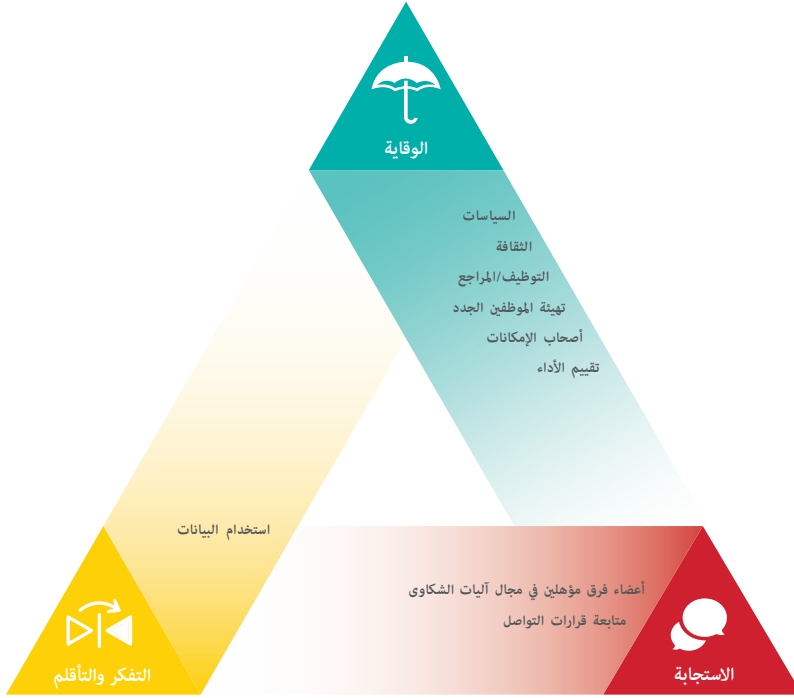 الوقاية
السياسات
الثقافة
التوظيف/المراجع
تهيئة الموظفين الجدد
أصحاب الإمكانات
تقييم الأداء
استخدام البيانات
أعضاء فرق مؤهلين في مجال آليات الشكاوى
متابعة قرارات التواصل
الاستجابة
التفكر والتأقلم